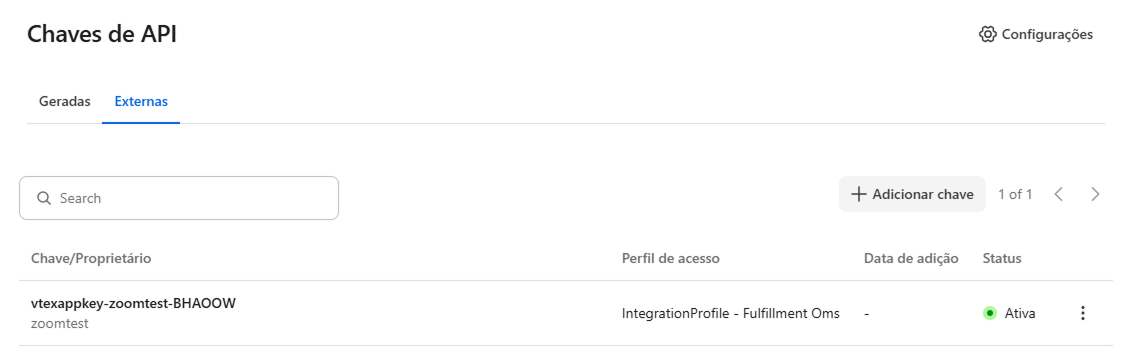 Chaves de API
Configurações
Geradas Externas
Search
Adicionar chave 1 of 1
Chave/Proprietário Perfil de acesso Data de adição Status
vtexappkey-zoomtest-BHAOOW
zoomtest
IntegrationProfile - Fulfillment Oms - Ativa